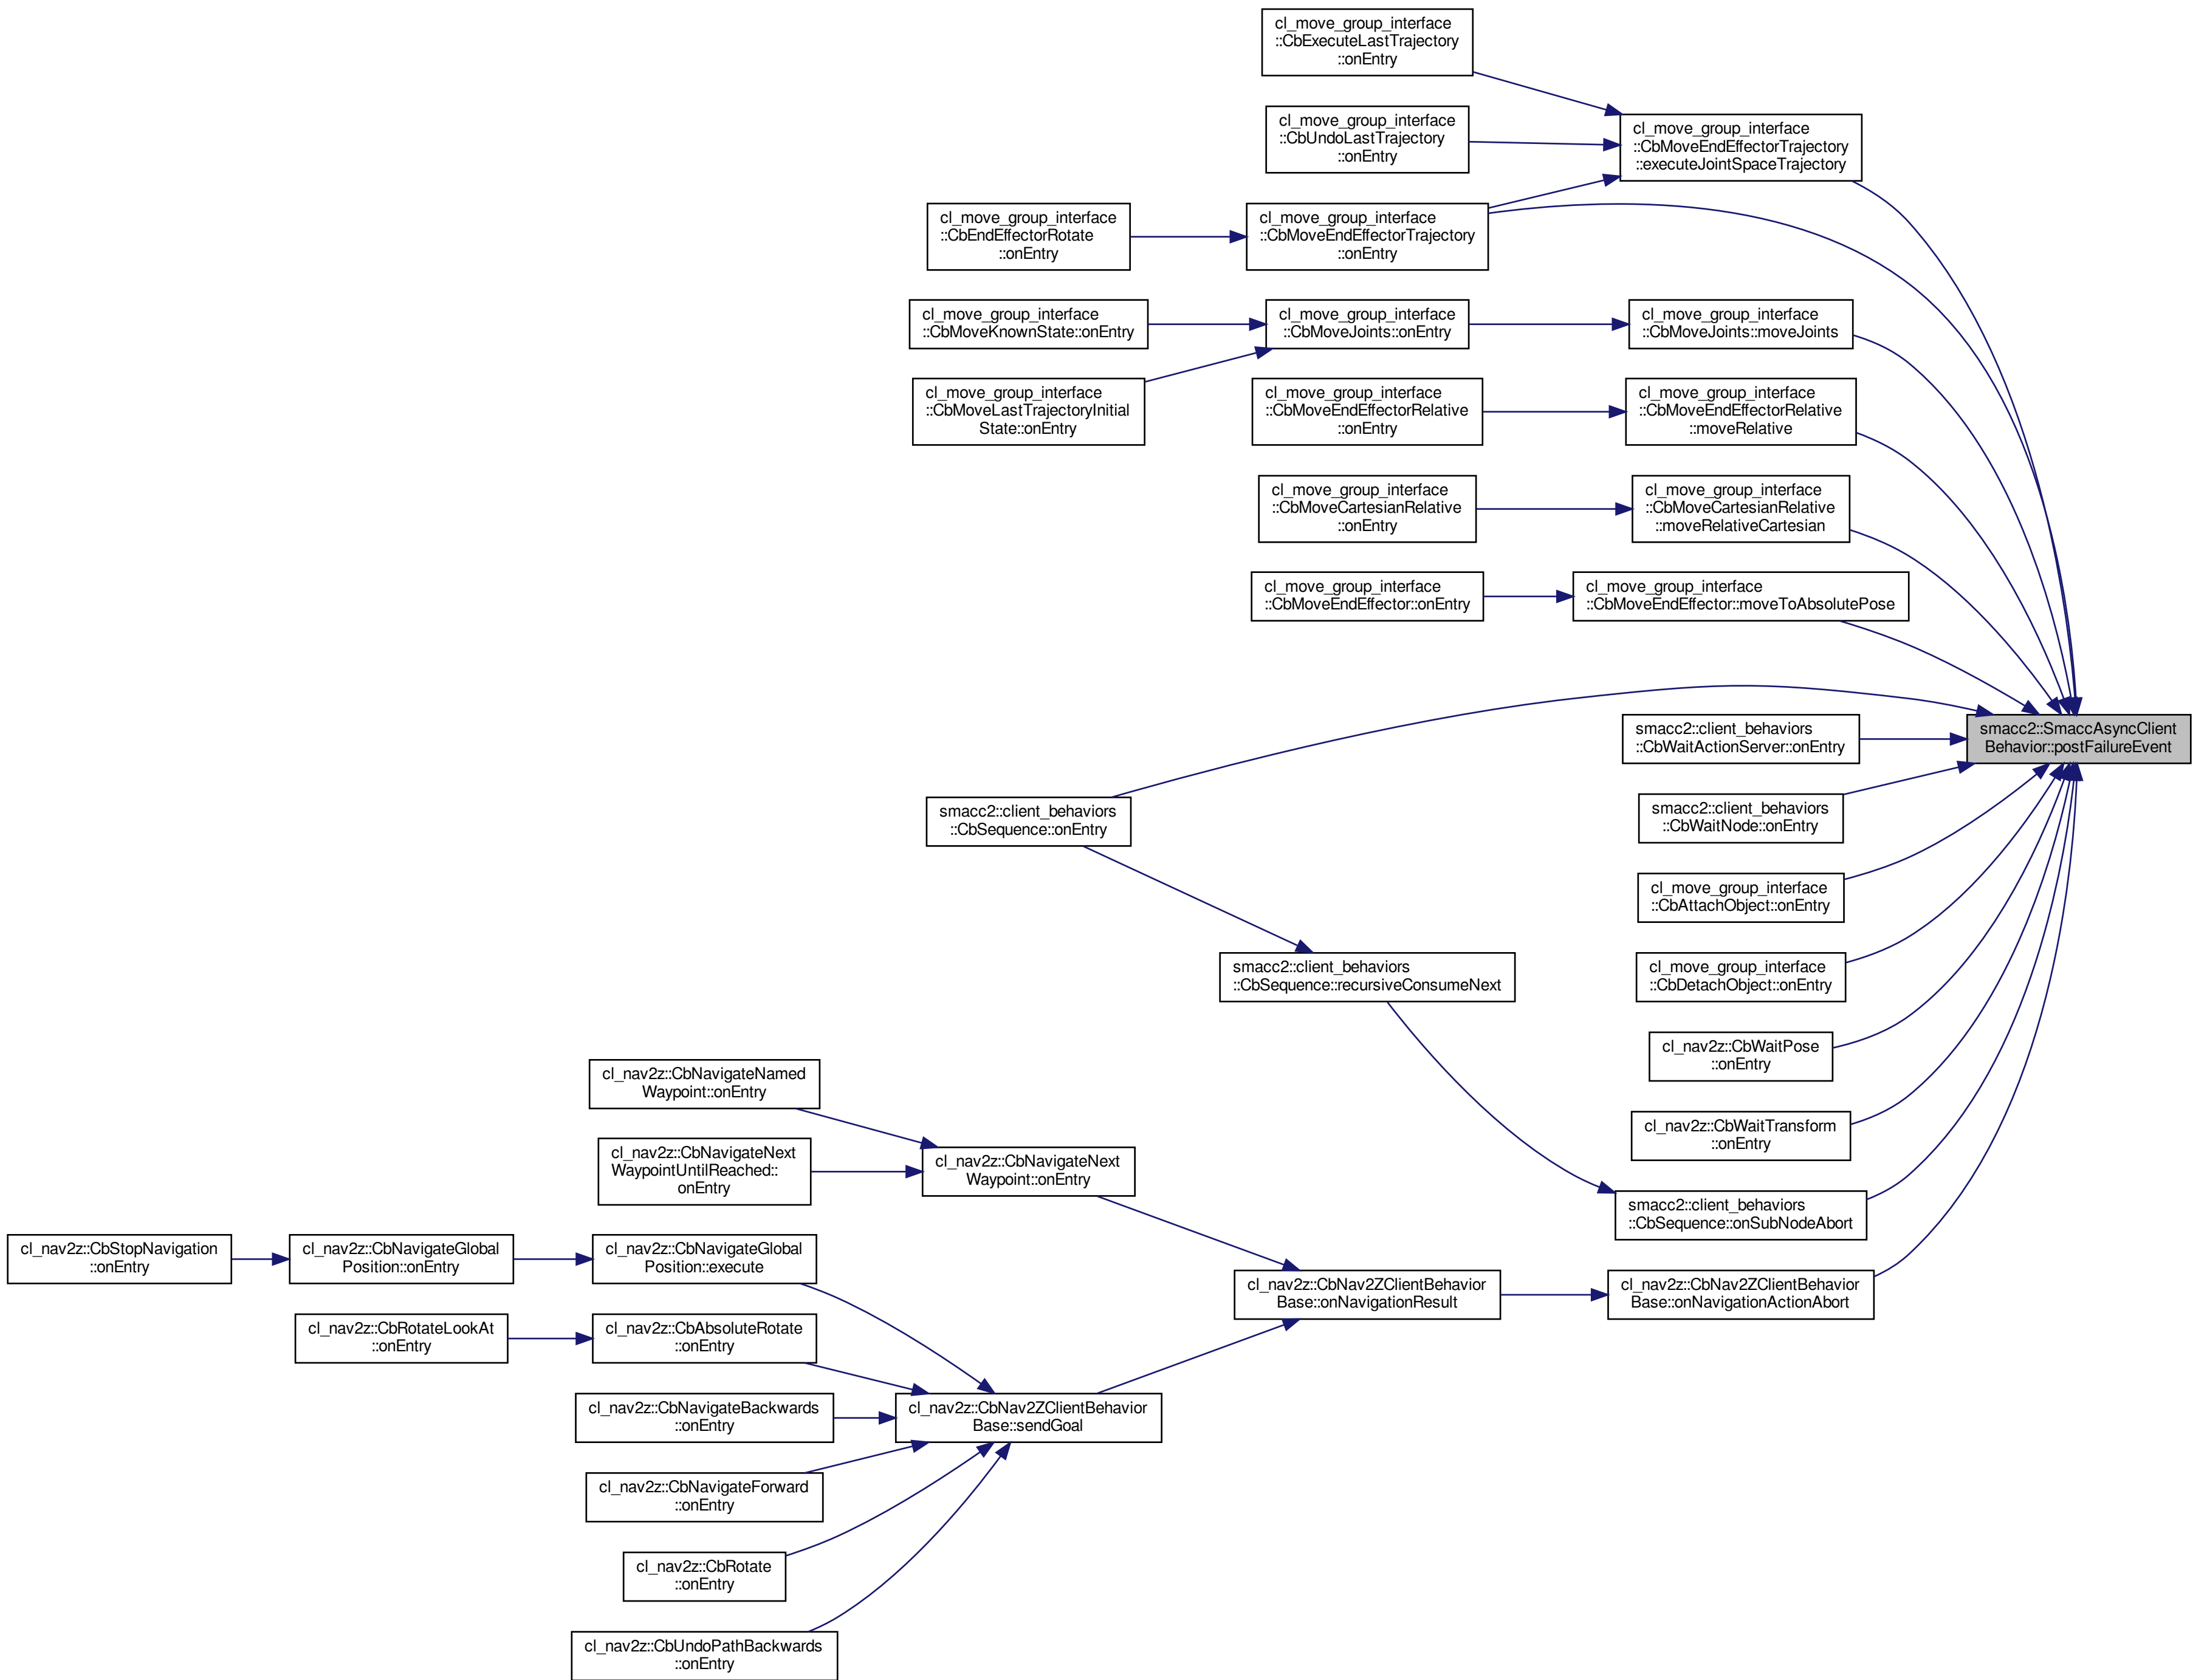 cl_move_group_interface
::CbExecuteLastTrajectory
::onEntry
cl_move_group_interface
::CbUndoLastTrajectory
::onEntry
cl_move_group_interface
::CbMoveEndEffectorTrajectory
::executeJointSpaceTrajectory
cl_move_group_interface
::CbEndEffectorRotate
::onEntry
cl_move_group_interface
::CbMoveEndEffectorTrajectory
::onEntry
cl_move_group_interface
::CbMoveKnownState::onEntry
cl_move_group_interface
::CbMoveJoints::onEntry
cl_move_group_interface
::CbMoveJoints::moveJoints
cl_move_group_interface
::CbMoveLastTrajectoryInitial
State::onEntry
cl_move_group_interface
::CbMoveEndEffectorRelative
::onEntry
cl_move_group_interface
::CbMoveEndEffectorRelative
::moveRelative
cl_move_group_interface
::CbMoveCartesianRelative
::onEntry
cl_move_group_interface
::CbMoveCartesianRelative
::moveRelativeCartesian
cl_move_group_interface
::CbMoveEndEffector::onEntry
cl_move_group_interface
::CbMoveEndEffector::moveToAbsolutePose
smacc2::client_behaviors
::CbWaitActionServer::onEntry
smacc2::SmaccAsyncClient
Behavior::postFailureEvent
smacc2::client_behaviors
::CbSequence::onEntry
smacc2::client_behaviors
::CbWaitNode::onEntry
cl_move_group_interface
::CbAttachObject::onEntry
smacc2::client_behaviors
::CbSequence::recursiveConsumeNext
cl_move_group_interface
::CbDetachObject::onEntry
cl_nav2z::CbWaitPose
::onEntry
cl_nav2z::CbNavigateNamed
Waypoint::onEntry
cl_nav2z::CbWaitTransform
::onEntry
cl_nav2z::CbNavigateNext
WaypointUntilReached::
onEntry
cl_nav2z::CbNavigateNext
Waypoint::onEntry
smacc2::client_behaviors
::CbSequence::onSubNodeAbort
cl_nav2z::CbStopNavigation
::onEntry
cl_nav2z::CbNavigateGlobal
Position::onEntry
cl_nav2z::CbNavigateGlobal
Position::execute
cl_nav2z::CbNav2ZClientBehavior
Base::onNavigationResult
cl_nav2z::CbNav2ZClientBehavior
Base::onNavigationActionAbort
cl_nav2z::CbRotateLookAt
::onEntry
cl_nav2z::CbAbsoluteRotate
::onEntry
cl_nav2z::CbNavigateBackwards
::onEntry
cl_nav2z::CbNav2ZClientBehavior
Base::sendGoal
cl_nav2z::CbNavigateForward
::onEntry
cl_nav2z::CbRotate
::onEntry
cl_nav2z::CbUndoPathBackwards
::onEntry